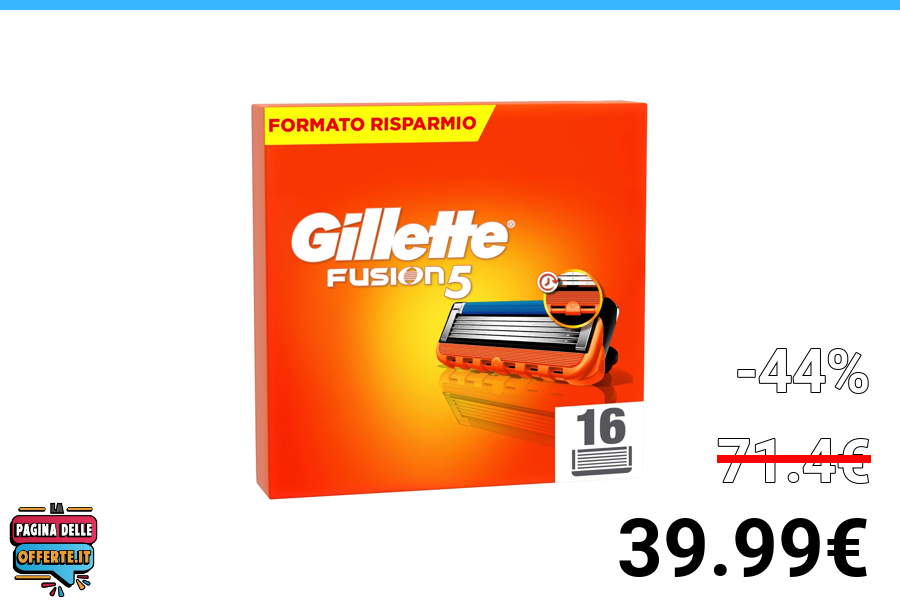 FORMATO RISPARMIO
Gillette®
FUSION5
16
-44%
71.4€
39.99€
LA
PAGINA DELLE
OFFERTE.IT